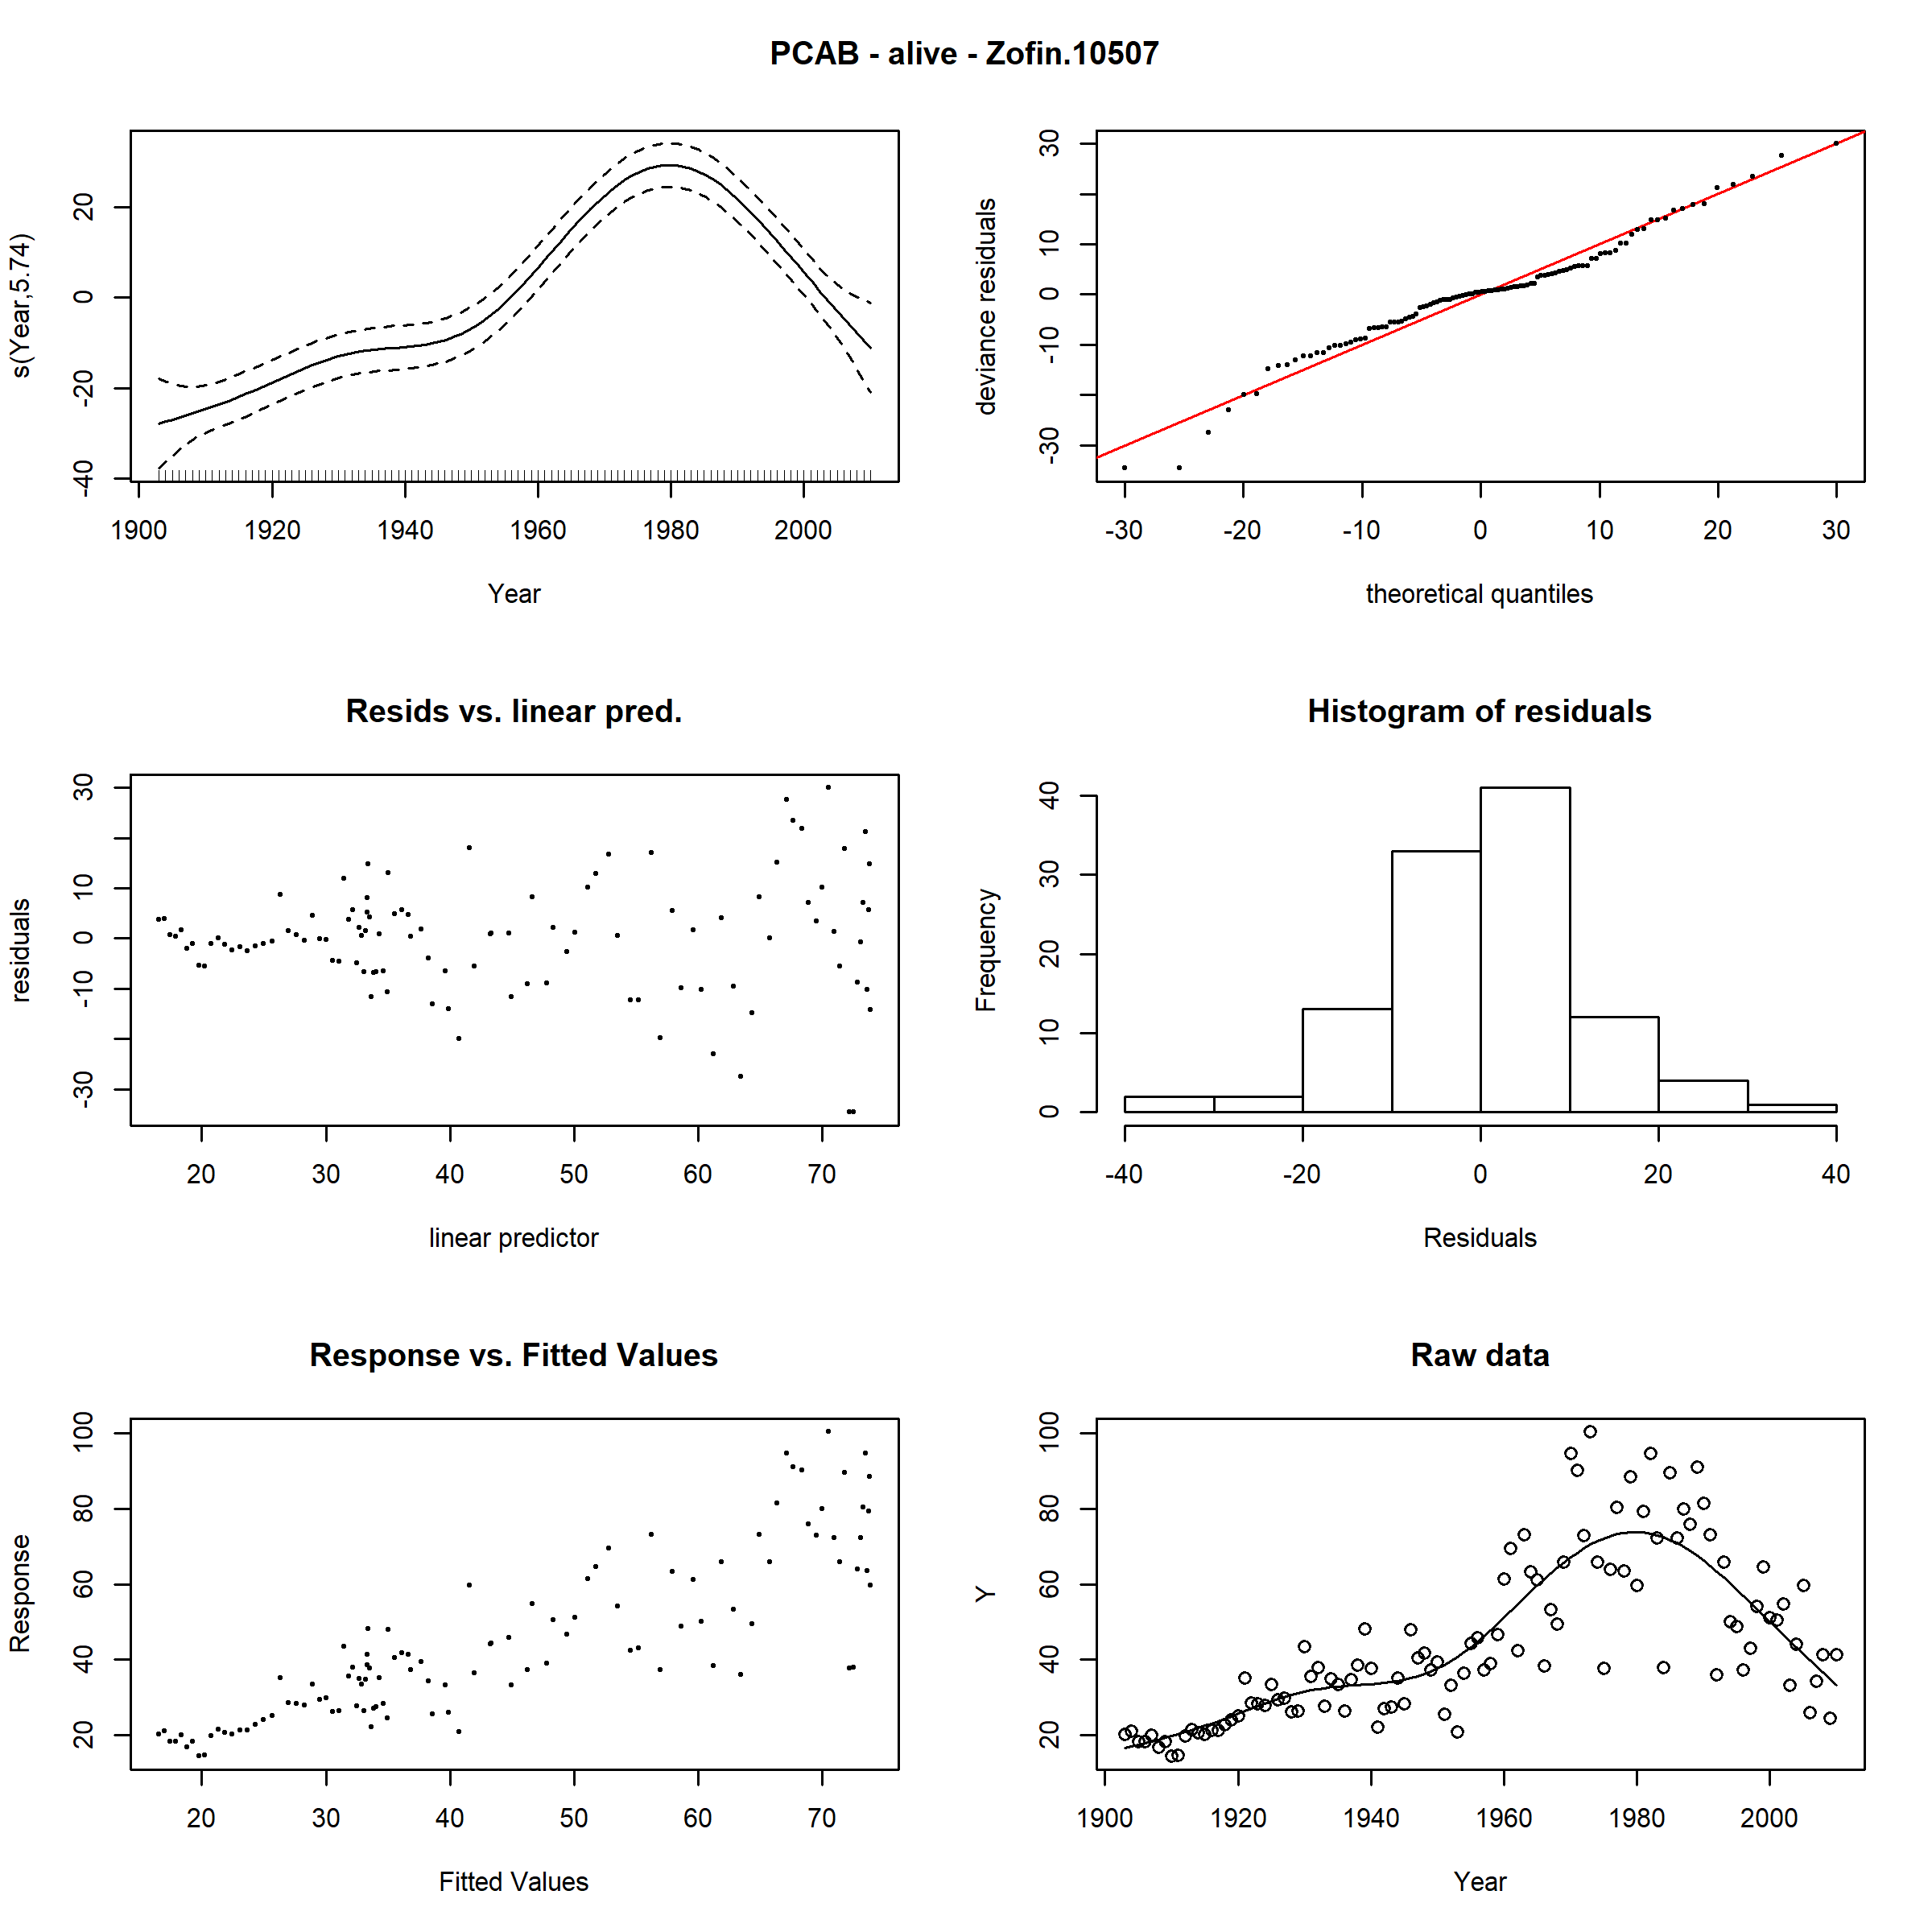 PCAB - alive - Zofin.10507
s(Year,5.74)
-40 -20 0 20
1900 1920 1940 1960 1980 2000
Year
deviance residuals
-30 -10 0 10 30
-30 -20 -10 0 10 20 30
theoretical quantiles
Resids vs. linear pred.
residuals
-30 -10 0 10 30
20 30 40 50 60 70
linear predictor
Histogram of residuals
Frequency
0 10 20 30 40
-40 -20 0 20 40
Residuals
Response vs. Fitted Values
Response
20 40 60 80 100
20 30 40 50 60 70
Fitted Values
Raw data
Y
20 40 60 80 100
1900 1920 1940 1960 1980 2000
Year